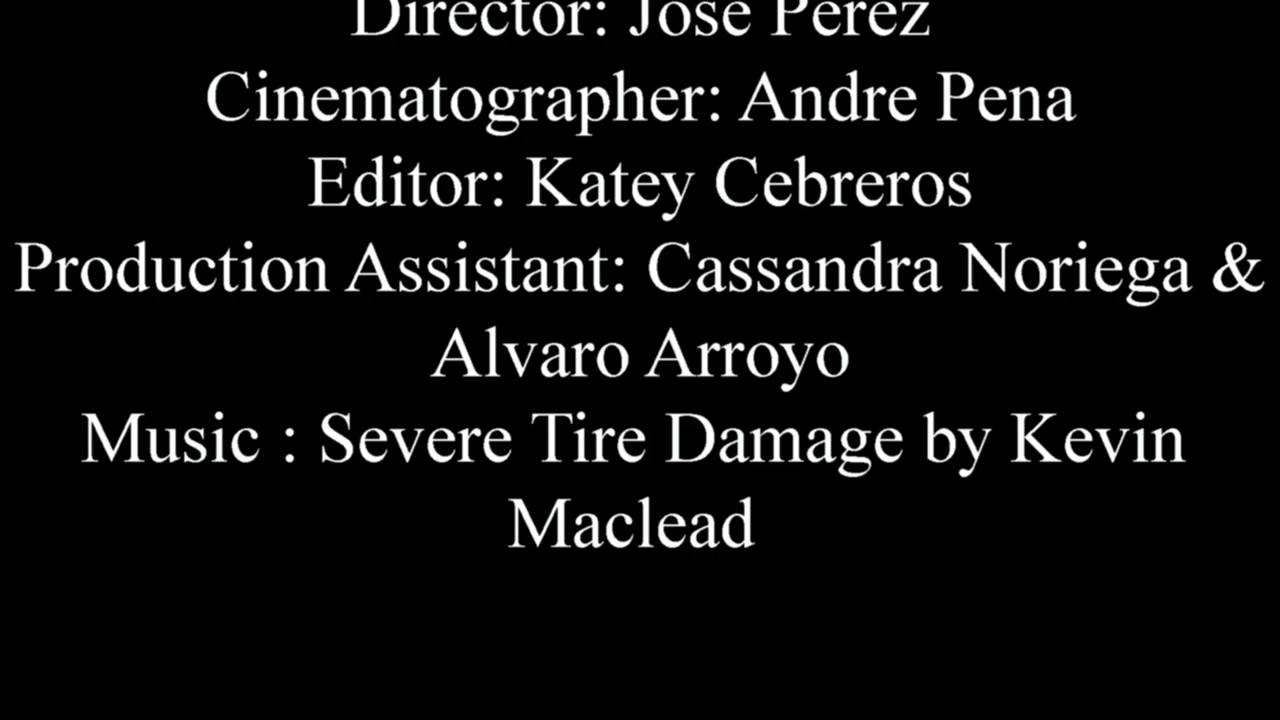 Director: Jose Perez
Cinematographer: Andre Pena
Editor: Katey Cebreros
Production Assistant: Cassandra Noriega &
Alvaro Arroyo
Music : Severe Tire Damage by Kevin
Maclead